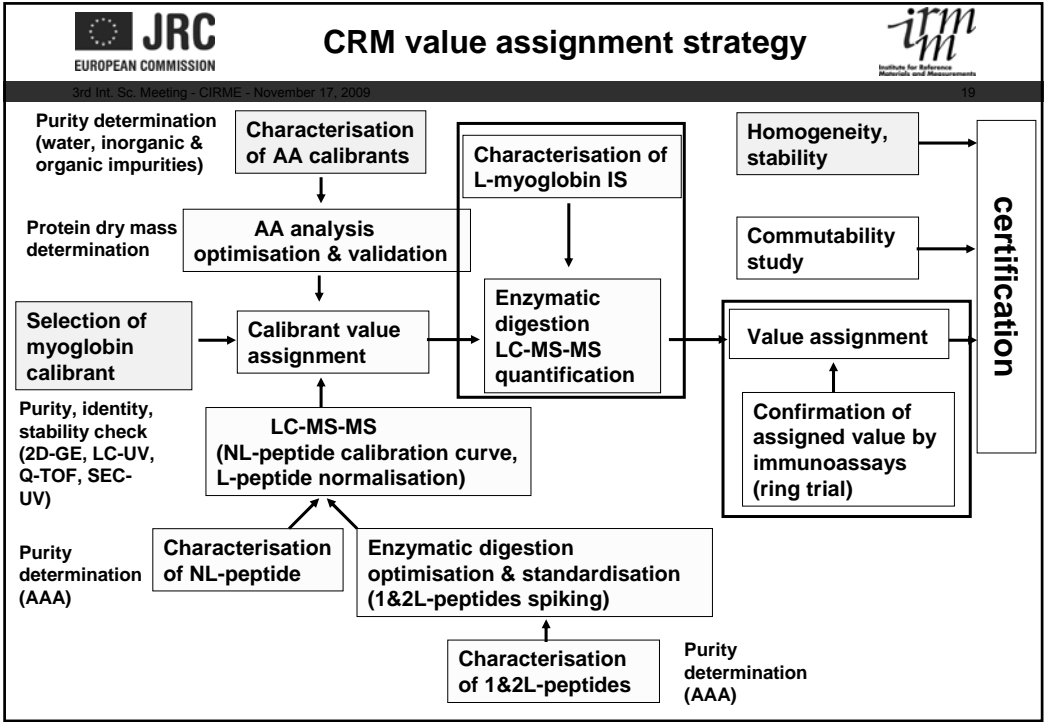 JRC
EUROPEAN COMMISSION
CRM value assignment strategy
irmm
Institute for Reference
Materials and Measurements
3rd Int. Sc. Meeting - CIRME - November 17, 2009
19
Purity determination
(water, inorganic &
organic impurities)
Characterisation
of AA calibrants
Characterisation of
L-myoglobin IS
Homogeneity,
stability
certification
Protein dry mass
determination
AA analysis
optimisation & validation
Commutability
study
Selection of
myoglobin
calibrant
Calibrant value
assignment
Enzymatic
digestion
LC-MS-MS
quantification
Value assignment
Purity, identity,
stability check
(2D-GE, LC-UV,
Q-TOF, SEC-
UV)
LC-MS-MS
(NL-peptide calibration curve,
L-peptide normalisation)
Confirmation of
assigned value by
immunoassays
(ring trial)
Purity
determination
(AAA)
Characterisation
of NL-peptide
Enzymatic digestion
optimisation & standardisation
(1&2L-peptides spiking)
Characterisation
of 1&2L-peptides
Purity
determination
(AAA)